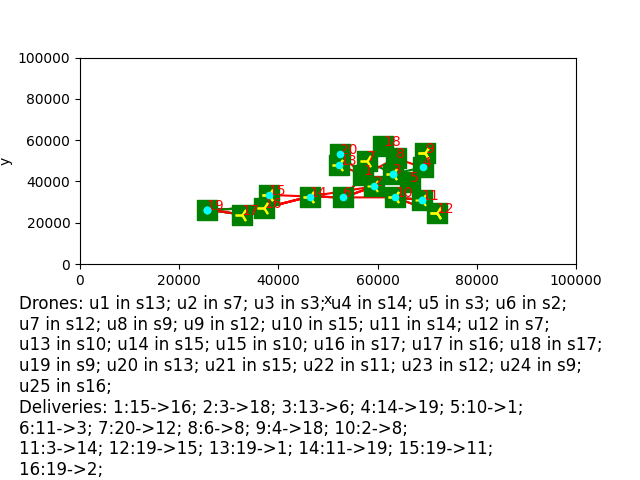 100000
80000
60000
40000
20000
0
y
0 20000 40000 60000 80000 100000
x
Drones: u1 in s13; u2 in s7; u3 in s3; u4 in s14; u5 in s3; u6 in s2;
u7 in s12; u8 in s9; u9 in s12; u10 in s15; u11 in s14; u12 in s7;
u13 in s10; u14 in s15; u15 in s10; u16 in s17; u17 in s16; u18 in s17;
u19 in s9; u20 in s13; u21 in s15; u22 in s11; u23 in s12; u24 in s9;
u25 in s16;
Deliveries: 1:15->16; 2:3->18; 3:13->6; 4:14->19; 5:10->1;
6:11->3; 7:20->12; 8:6->8; 9:4->18; 10:2->8;
11:3->14; 12:19->15; 13:19->1; 14:11->19; 15:19->11;
16:19->2;